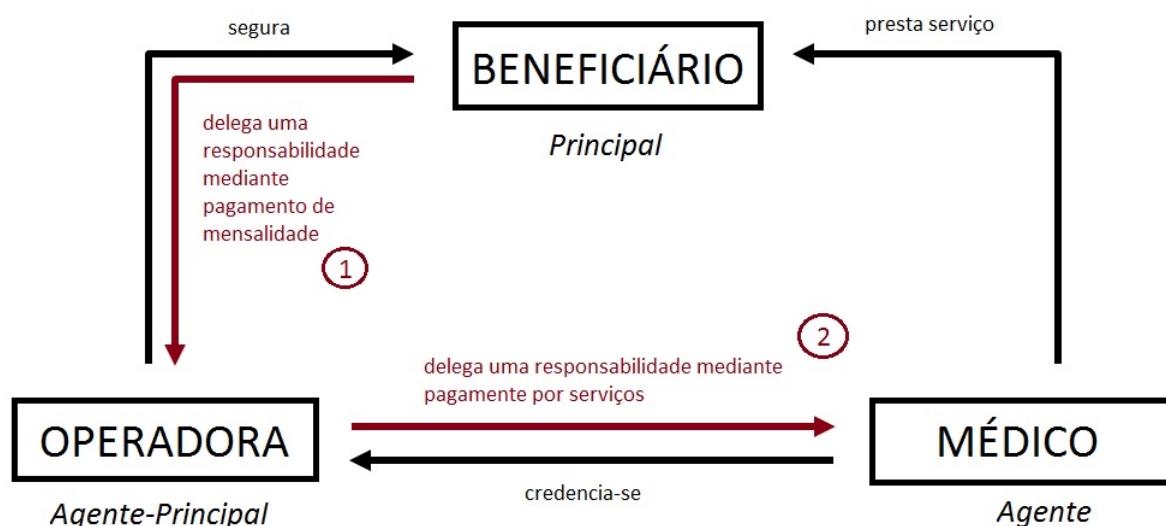 segura
presta serviço
BENEFICIÁRIO
Principal
delega uma
responsabilidade
mediante
pagamento de
mensalidade
1
2
delega uma responsabilidade mediante
pagamente por serviços
OPERADORA
MÉDICO
credencia-se
Agente-Principal
Agente